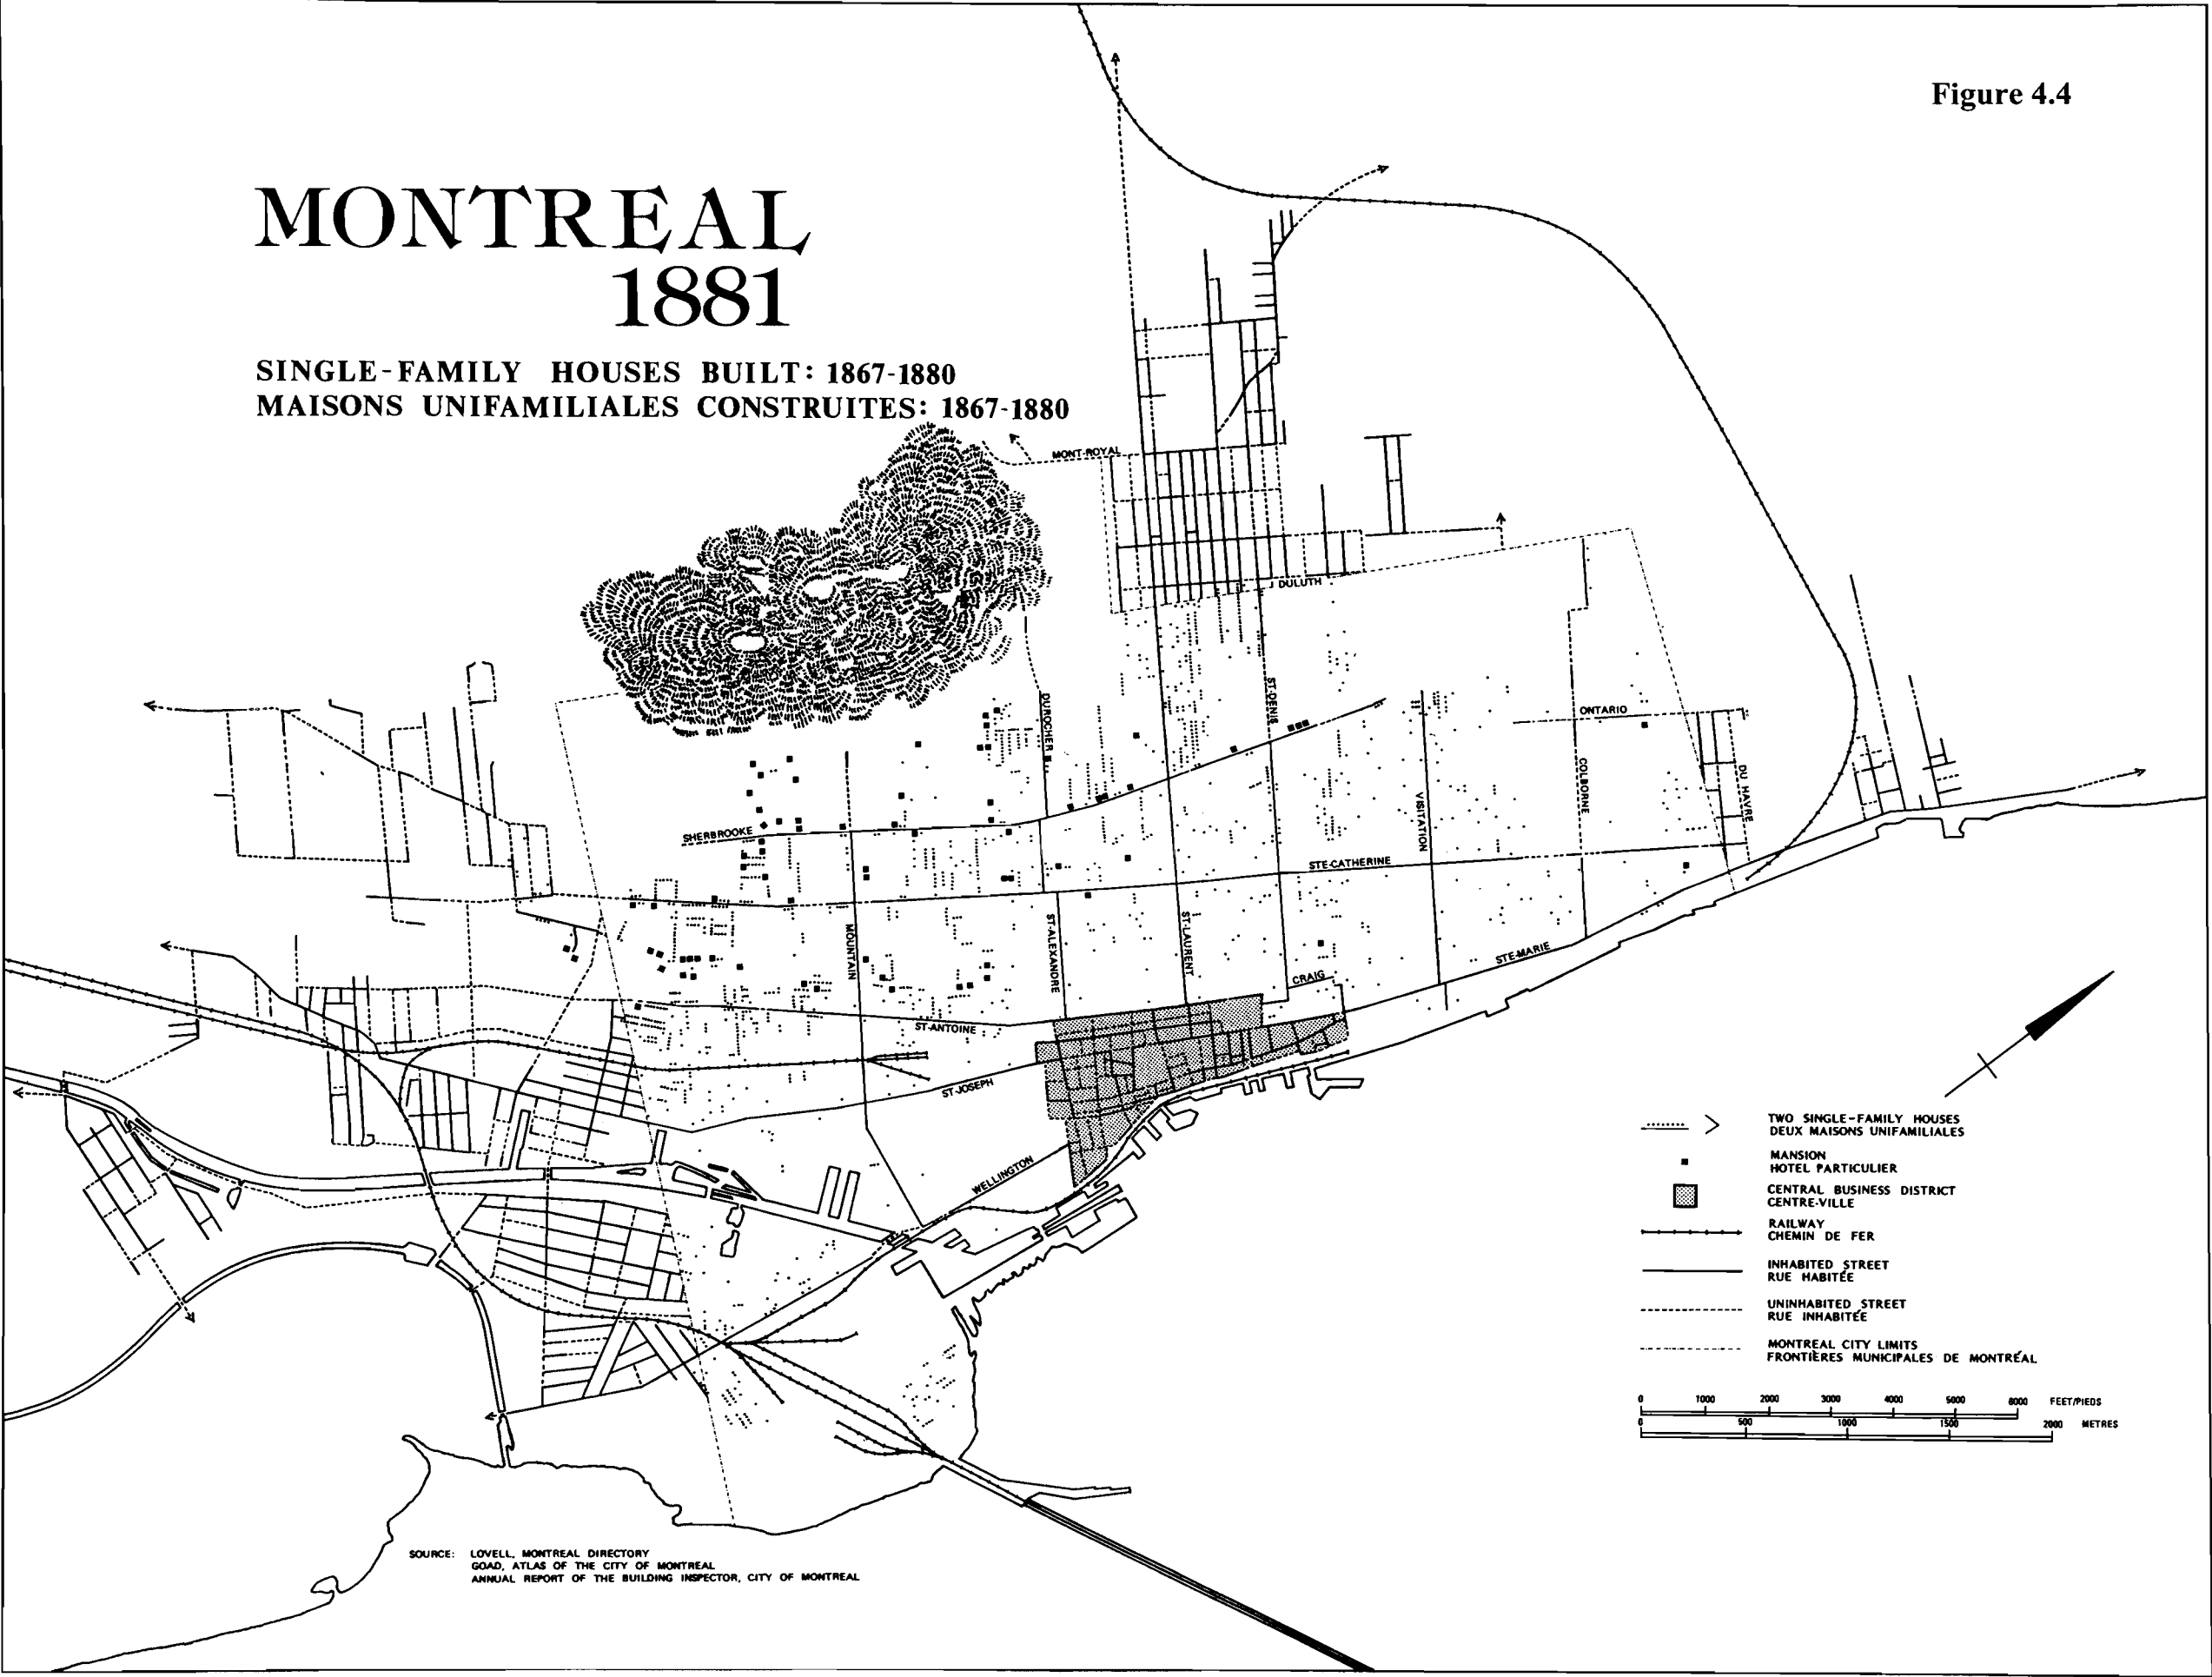 Figure 4.4
MONTREAL
1881
SINGLE-FAMILY HOUSES BUILT: 1867-1880
MAISONS UNIFAMILIALES CONSTRUITES: 1867-1880
MONT-ROYAL
DULUTH
DUROCHER
ST-DENIS
ONTARIO
COLBORNE
DU HAVRE
VISITATION
SHERBROOKE
STE-CATHERINE
MOUNTAIN
ST-ALEXANDRE
ST-LAURENT
STE-MARIE
CRAIG
ST-ANTOINE
ST-JOSEPH
WELLINGTON
TWO SINGLE-FAMILY HOUSES
DEUX MAISONS UNIFAMILIALES
MANSION
HOTEL PARTICULIER
CENTRAL BUSINESS DISTRICT
CENTRE-VILLE
RAILWAY
CHEMIN DE FER
INHABITED STREET
RUE HABITÉE
UNINHABITED STREET
RUE INHABITÉE
MONTREAL CITY LIMITS
FRONTIÈRES MUNICIPALES DE MONTRÉAL
0 1000 2000 3000 4000 5000 6000 FEET/PIEDS
0 500 1000 1500 2000 METRES
SOURCE: LOVELL, MONTREAL DIRECTORY
GOAD, ATLAS OF THE CITY OF MONTREAL
ANNUAL REPORT OF THE BUILDING INSPECTOR, CITY OF MONTREAL